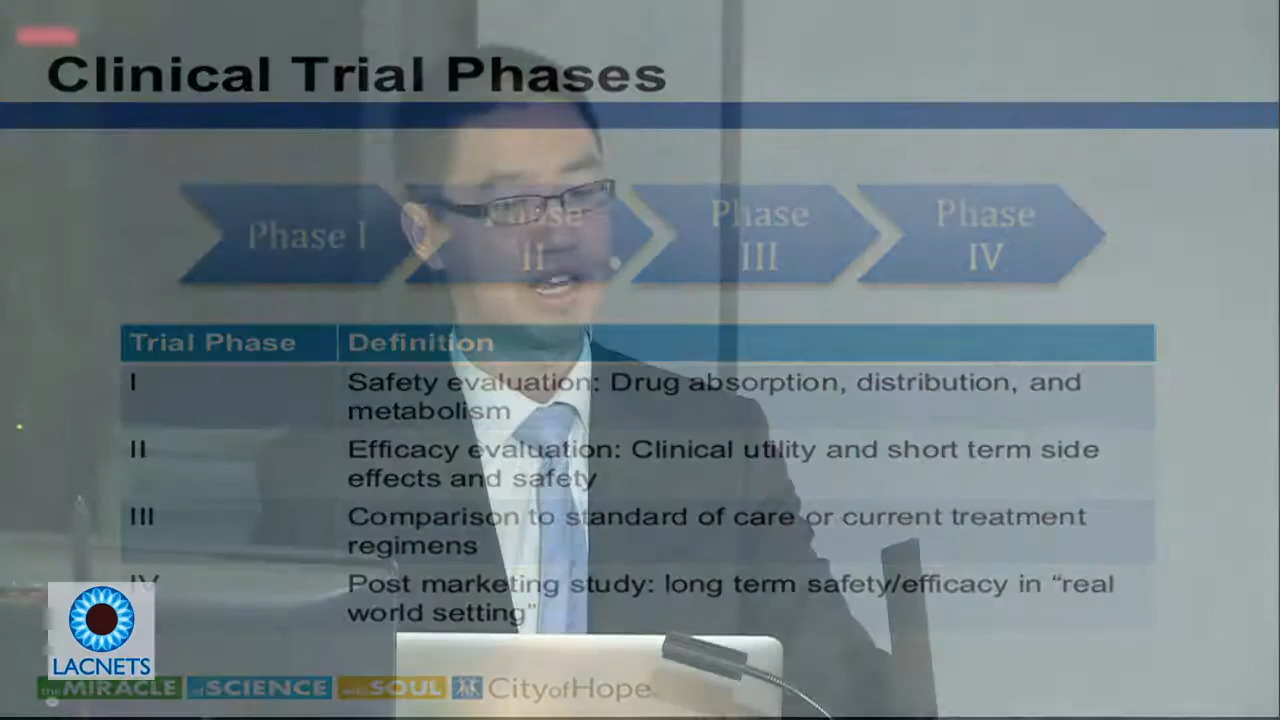 Clinical Trial Phases
Phase I
Phase
II
Phase
III
Phase
IV
Trial Phase Definition
I Safety evaluation: Drug absorption, distribution, and
metabolism
II Efficacy evaluation: Clinical utility and short term side
effects and safety
III Comparison to standard of care or current treatment
regimens
IV Post marketing study: long term safety/efficacy in “real
world setting”
LACNETS
the MIRACLE of SCIENCE with SOUL CityofHope